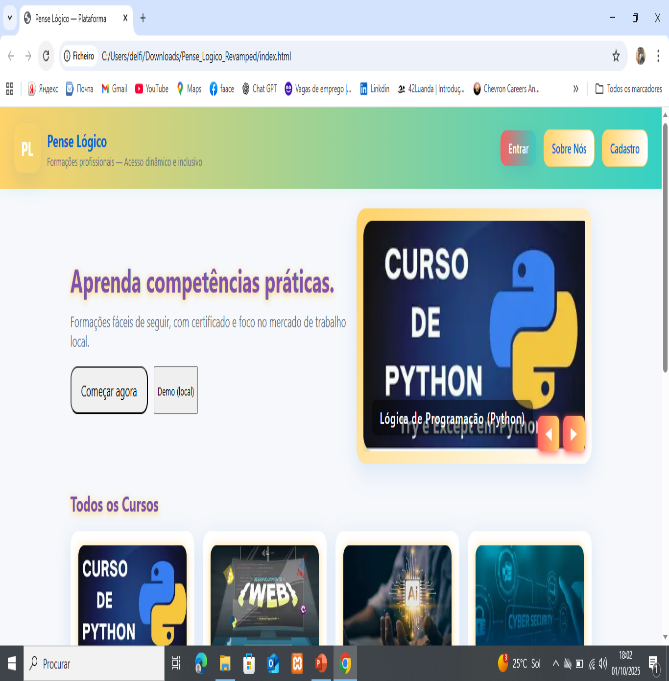 Pense Lógico — Plataforma
Ficheiro C:/Users/delfi/Downloads/Pense_Logico_Revamped/index.html
Яндекс Почта Gmail YouTube Maps faace Chat GPT Vagas de emprego |... Linkdin 42Luanda | Introduç... Chevron Careers An... » Todos os marcadores
PL
Pense Lógico
Formações profissionais — Acesso dinâmico e inclusivo
Entrar Sobre Nós Cadastro
Aprenda competências práticas.
Formações fáceis de seguir, com certificado e foco no mercado de trabalho
local.
Começar agora Demo (local)
CURSO
DE
PYTHON
Lógica de Programação (Python)
Try e Except em Python
Todos os Cursos
CURSO
DE
PYTHON
WEB
AI
CYBER SECURITY
Procurar
25°C Sol
18:02
01/10/2025